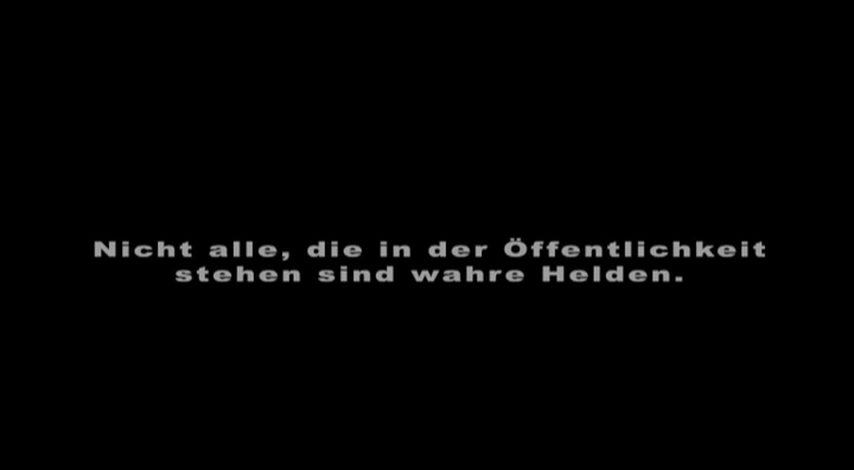 Nicht alle, die in der Öffentlichkeit
stehen sind wahre Helden.